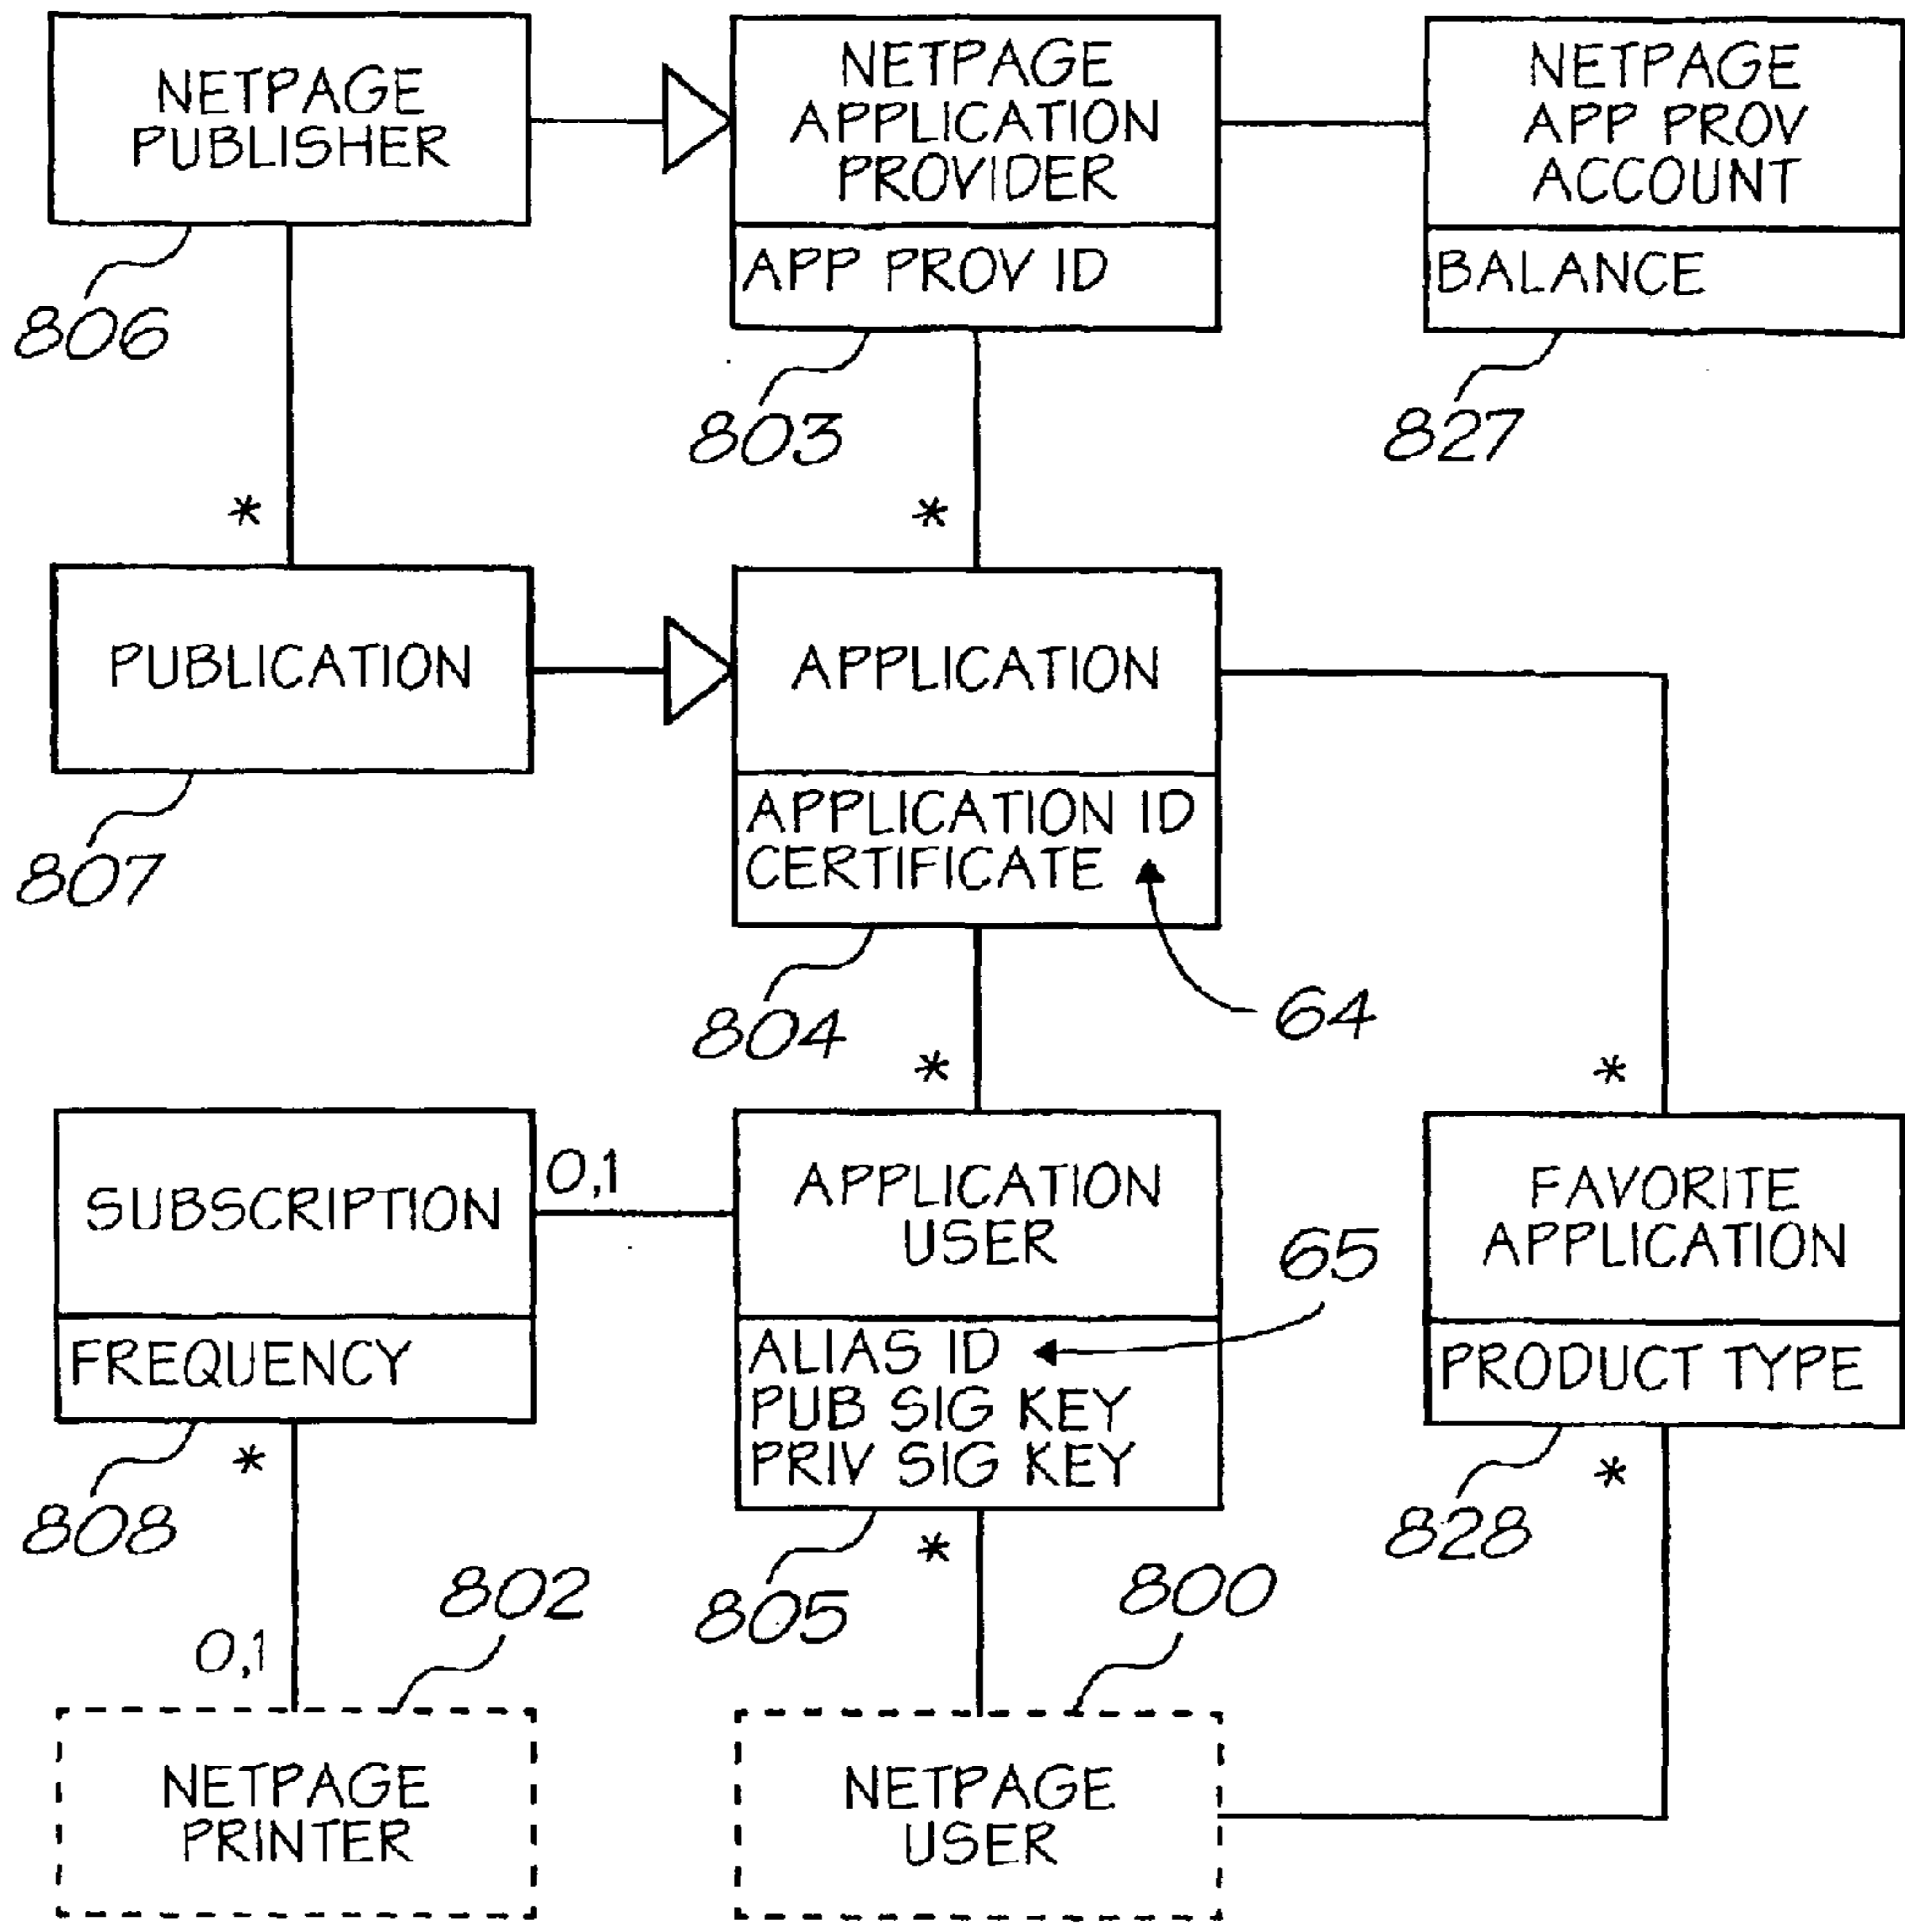 NETPAGE
PUBLISHER
NETPAGE
APPLICATION
PROVIDER
APP PROV ID
NETPAGE
APP PROV
ACCOUNT
BALANCE
806
803
827
*
*
PUBLICATION
APPLICATION
APPLICATION ID
CERTIFICATE
807
804
64
*
*
SUBSCRIPTION
FREQUENCY
0,1
APPLICATION
USER
ALIAS ID
PUB SIG KEY
PRIV SIG KEY
65
FAVORITE
APPLICATION
PRODUCT TYPE
*
*
*
808
805
828
802
800
0,1
NETPAGE
PRINTER
NETPAGE
USER